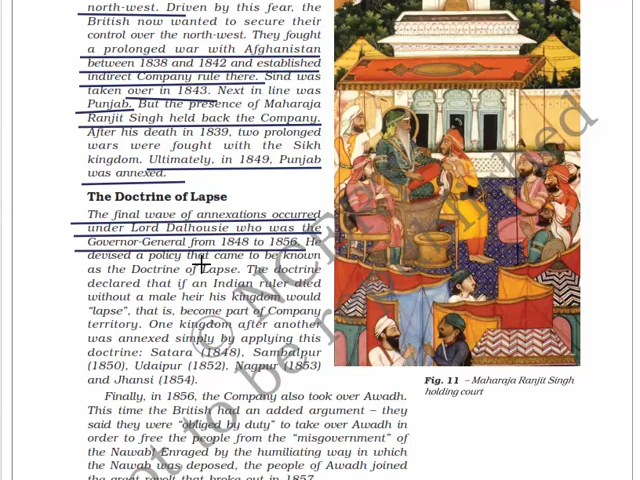 north-west. Driven by this fear, the
British now wanted to secure their
control over the north-west. They fought
a prolonged war with Afghanistan
between 1838 and 1842 and established
indirect Company rule there. Sind was
taken over in 1843. Next in line was
Punjab. But the presence of Maharaja
Ranjit Singh held back the Company.
After his death in 1839, two prolonged
wars were fought with the Sikh
kingdom. Ultimately, in 1849, Punjab
was annexed.
The Doctrine of Lapse
The final wave of annexations occurred
under Lord Dalhousie who was the
Governor-General from 1848 to 1856. He
devised a policy that came to be known
as the Doctrine of Lapse. The doctrine
declared that if an Indian ruler died
without a male heir his kingdom would
“lapse”, that is, become part of Company
territory. One kingdom after another
was annexed simply by applying this
doctrine: Satara (1848), Sambalpur
(1850), Udaipur (1852), Nagpur (1853)
and Jhansi (1854).
Finally, in 1856, the Company also took over Awadh.
This time the British had an added argument – they
said they were “obliged by duty” to take over Awadh in
order to free the people from the “misgovernment” of
the Nawab! Enraged by the humiliating way in which
the Nawab was deposed, the people of Awadh joined
the great revolt that broke out in 1857.
Fig. 11 – Maharaja Ranjit Singh
holding court